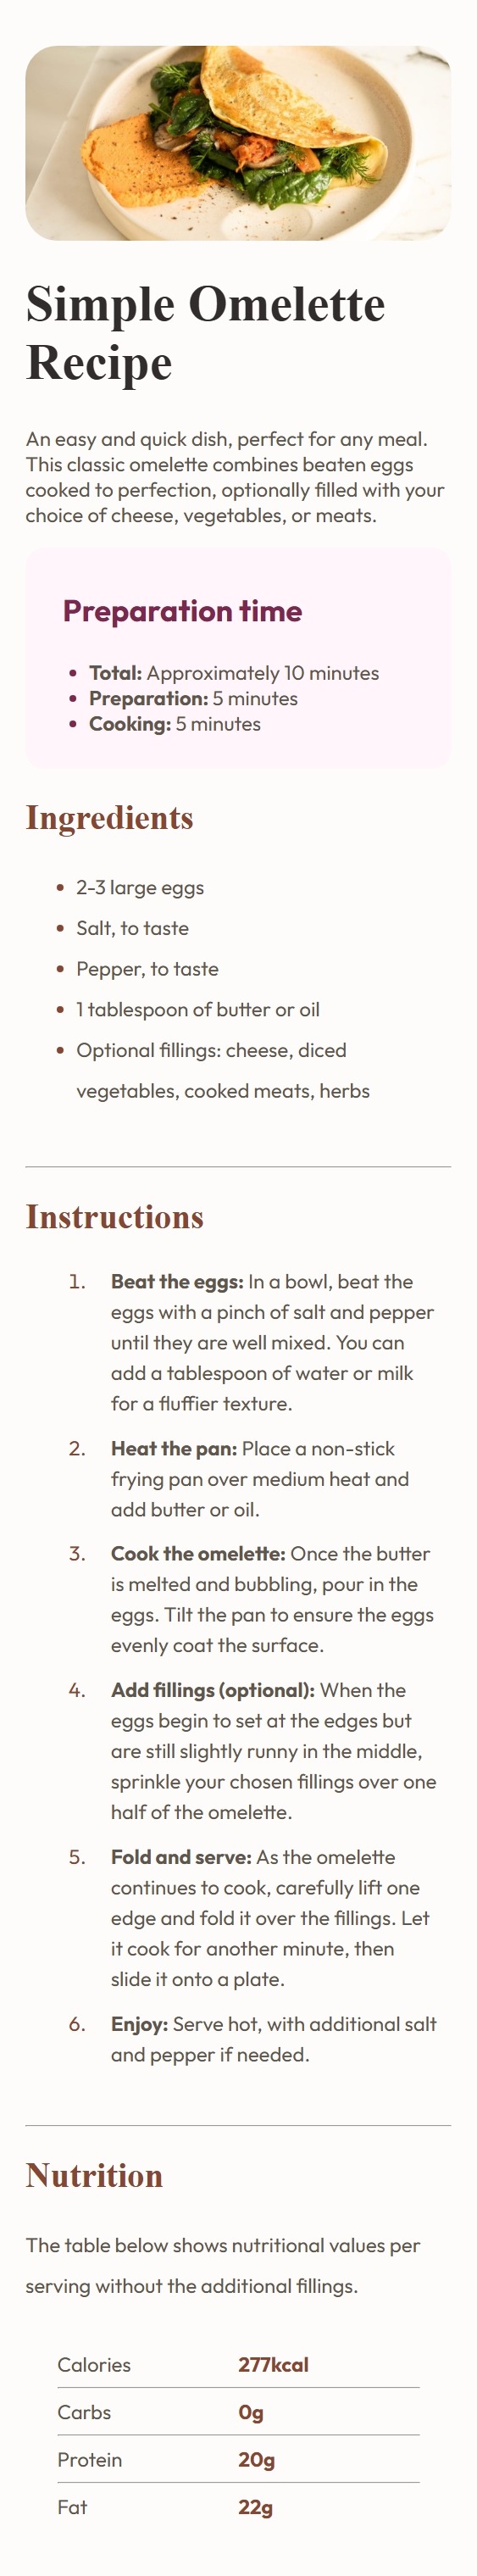 Simple Omelette
Recipe
An easy and quick dish, perfect for any meal.
This classic omelette combines beaten eggs
cooked to perfection, optionally filled with your
choice of cheese, vegetables, or meats.
Preparation time
• Total: Approximately 10 minutes
• Preparation: 5 minutes
• Cooking: 5 minutes
Ingredients
• 2-3 large eggs
• Salt, to taste
• Pepper, to taste
• 1 tablespoon of butter or oil
• Optional fillings: cheese, diced
vegetables, cooked meats, herbs
Instructions
1. Beat the eggs: In a bowl, beat the
eggs with a pinch of salt and pepper
until they are well mixed. You can
add a tablespoon of water or milk
for a fluffier texture.
2. Heat the pan: Place a non-stick
frying pan over medium heat and
add butter or oil.
3. Cook the omelette: Once the butter
is melted and bubbling, pour in the
eggs. Tilt the pan to ensure the eggs
evenly coat the surface.
4. Add fillings (optional): When the
eggs begin to set at the edges but
are still slightly runny in the middle,
sprinkle your chosen fillings over one
half of the omelette.
5. Fold and serve: As the omelette
continues to cook, carefully lift one
edge and fold it over the fillings. Let
it cook for another minute, then
slide it onto a plate.
6. Enjoy: Serve hot, with additional salt
and pepper if needed.
Nutrition
The table below shows nutritional values per
serving without the additional fillings.
Calories 277kcal
Carbs 0g
Protein 20g
Fat 22g